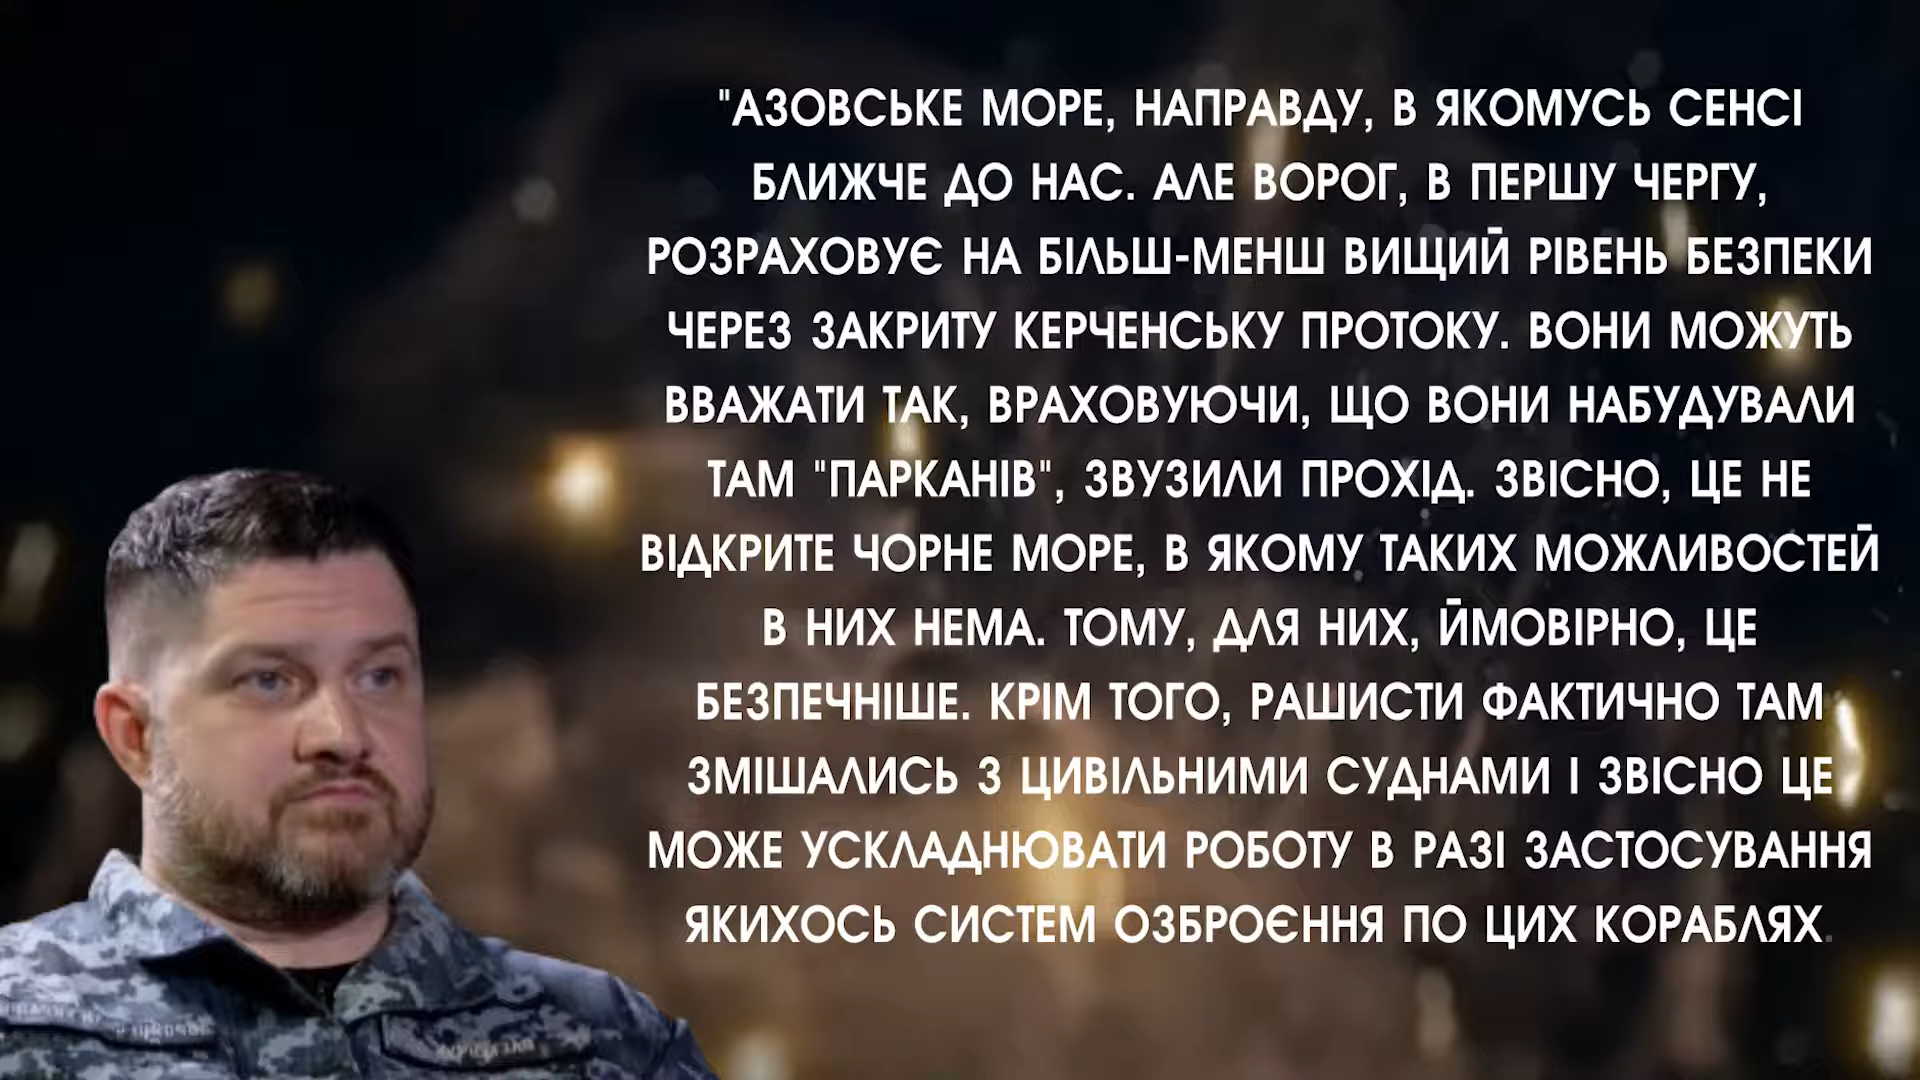 "АЗОВСЬКЕ МОРЕ, НАПРАВДУ, В ЯКОМУСЬ СЕНСІ
БЛИЖЧЕ ДО НАС. АЛЕ ВОРОГ, В ПЕРШУ ЧЕРГУ,
РОЗРАХОВУЄ НА БІЛЬШ-МЕНШ ВИЩИЙ РІВЕНЬ БЕЗПЕКИ
ЧЕРЕЗ ЗАКРИТУ КЕРЧЕНСЬКУ ПРОТОКУ. ВОНИ МОЖУТЬ
ВВАЖАТИ ТАК, ВРАХОВУЮЧИ, ЩО ВОНИ НАБУДУВАЛИ
ТАМ "ПАРКАНІВ", ЗВУЗИЛИ ПРОХІД. ЗВІСНО, ЦЕ НЕ
ВІДКРИТЕ ЧОРНЕ МОРЕ, В ЯКОМУ ТАКИХ МОЖЛИВОСТЕЙ
В НИХ НЕМА. ТОМУ, ДЛЯ НИХ, ЙМОВІРНО, ЦЕ
БЕЗПЕЧНІШЕ. КРІМ ТОГО, РАШИСТИ ФАКТИЧНО ТАМ
ЗМІШАЛИСЬ З ЦИВІЛЬНИМИ СУДНАМИ І ЗВІСНО ЦЕ
МОЖЕ УСКЛАДНЮВАТИ РОБОТУ В РАЗІ ЗАСТОСУВАННЯ
ЯКИХОСЬ СИСТЕМ ОЗБРОЄННЯ ПО ЦИХ КОРАБЛЯХ.